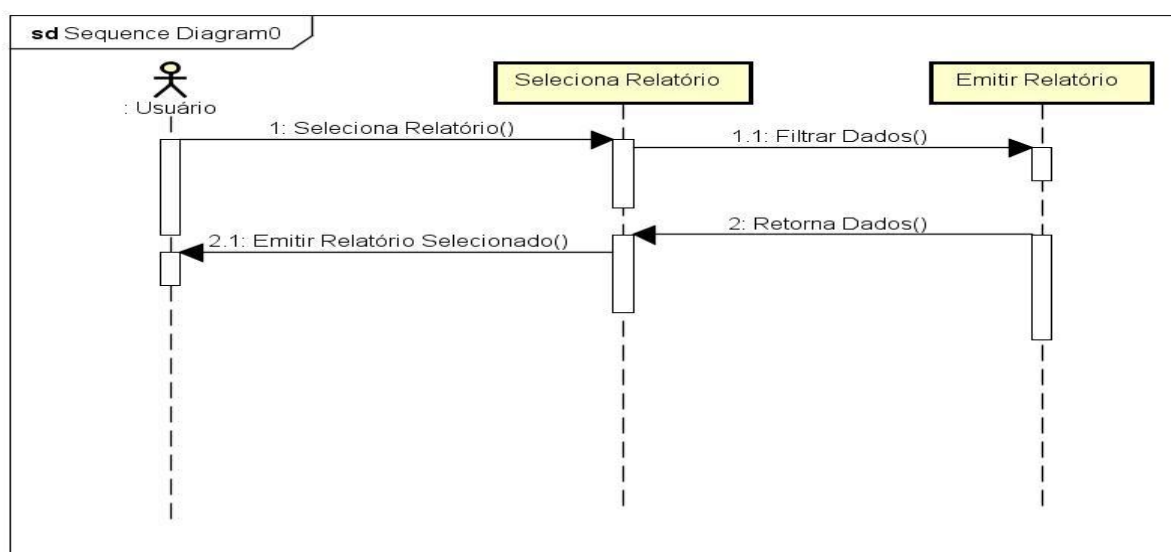 sd Sequence Diagram0
: Usuário
Seleciona Relatório
Emitir Relatório
1: Seleciona Relatório()
1.1: Filtrar Dados()
2: Retorna Dados()
2.1: Emitir Relatório Selecionado()